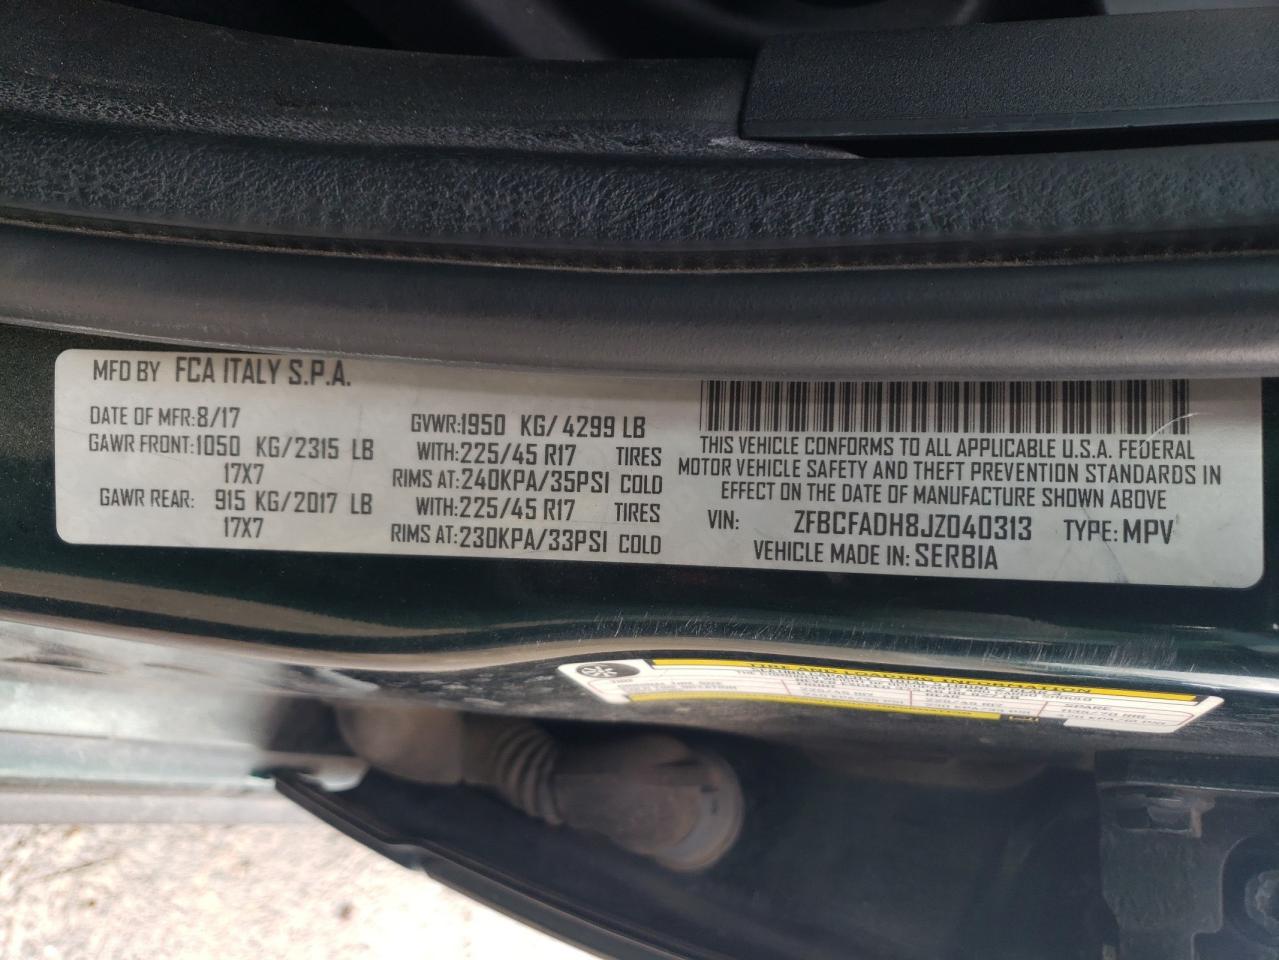 MFD BY FCA ITALY S.P.A.
DATE OF MFR:8/17
GAWR FRONT:1050 KG/2315 LB
17X7
GAWR REAR: 915 KG/2017 LB
17X7
GVWR:1950 KG/4299 LB
WITH:225/45 R17 TIRES
RIMS AT:240KPA/35PSI COLD
WITH:225/45 R17 TIRES
RIMS AT:230KPA/33PSI COLD
THIS VEHICLE CONFORMS TO ALL APPLICABLE U.S.A. FEDERAL
MOTOR VEHICLE SAFETY AND THEFT PREVENTION STANDARDS IN
EFFECT ON THE DATE OF MANUFACTURE SHOWN ABOVE
VIN: ZFBCFADH8JZ040313 TYPE: MPV
VEHICLE MADE IN: SERBIA
TIRE AND LOADING INFORMATION